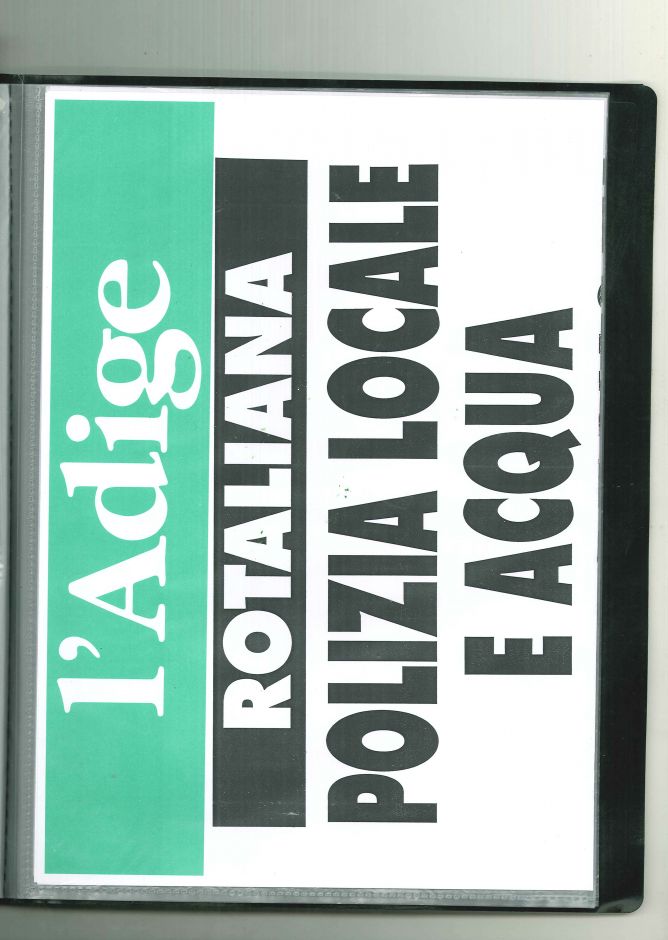 l'Adige
ROTALIANA
POLIZIA LOCALE
E ACQUA